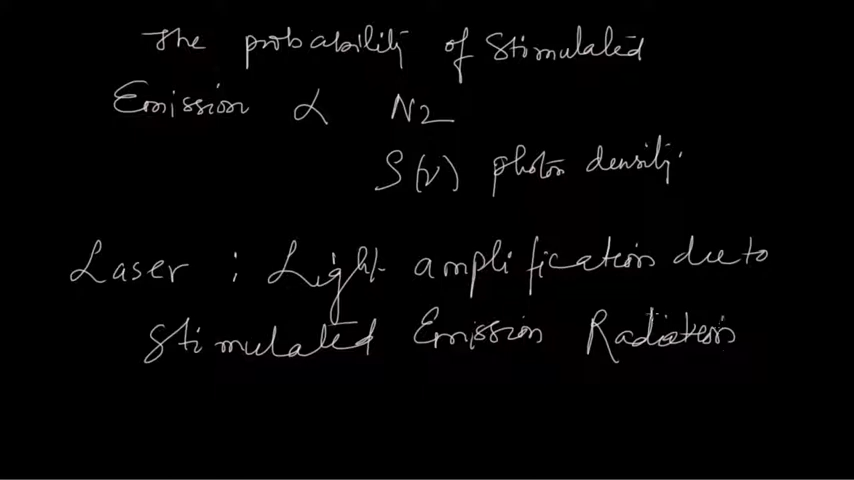 The probability of Stimulated
Emission α N2
S(ν) photon density
Laser : Light amplification due to
Stimulated Emission Radiation